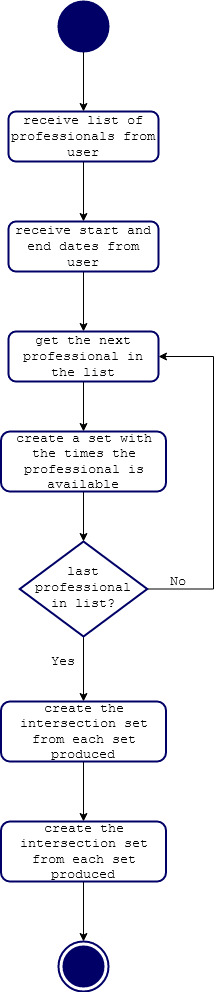 receive list of
professionals from
user
receive start and
end dates from
user
get the next
professional in
the list
create a set with
the times the
professional is
available
last
professional
in list?
No
Yes
create the
intersection set
from each set
produced
create the
intersection set
from each set
produced